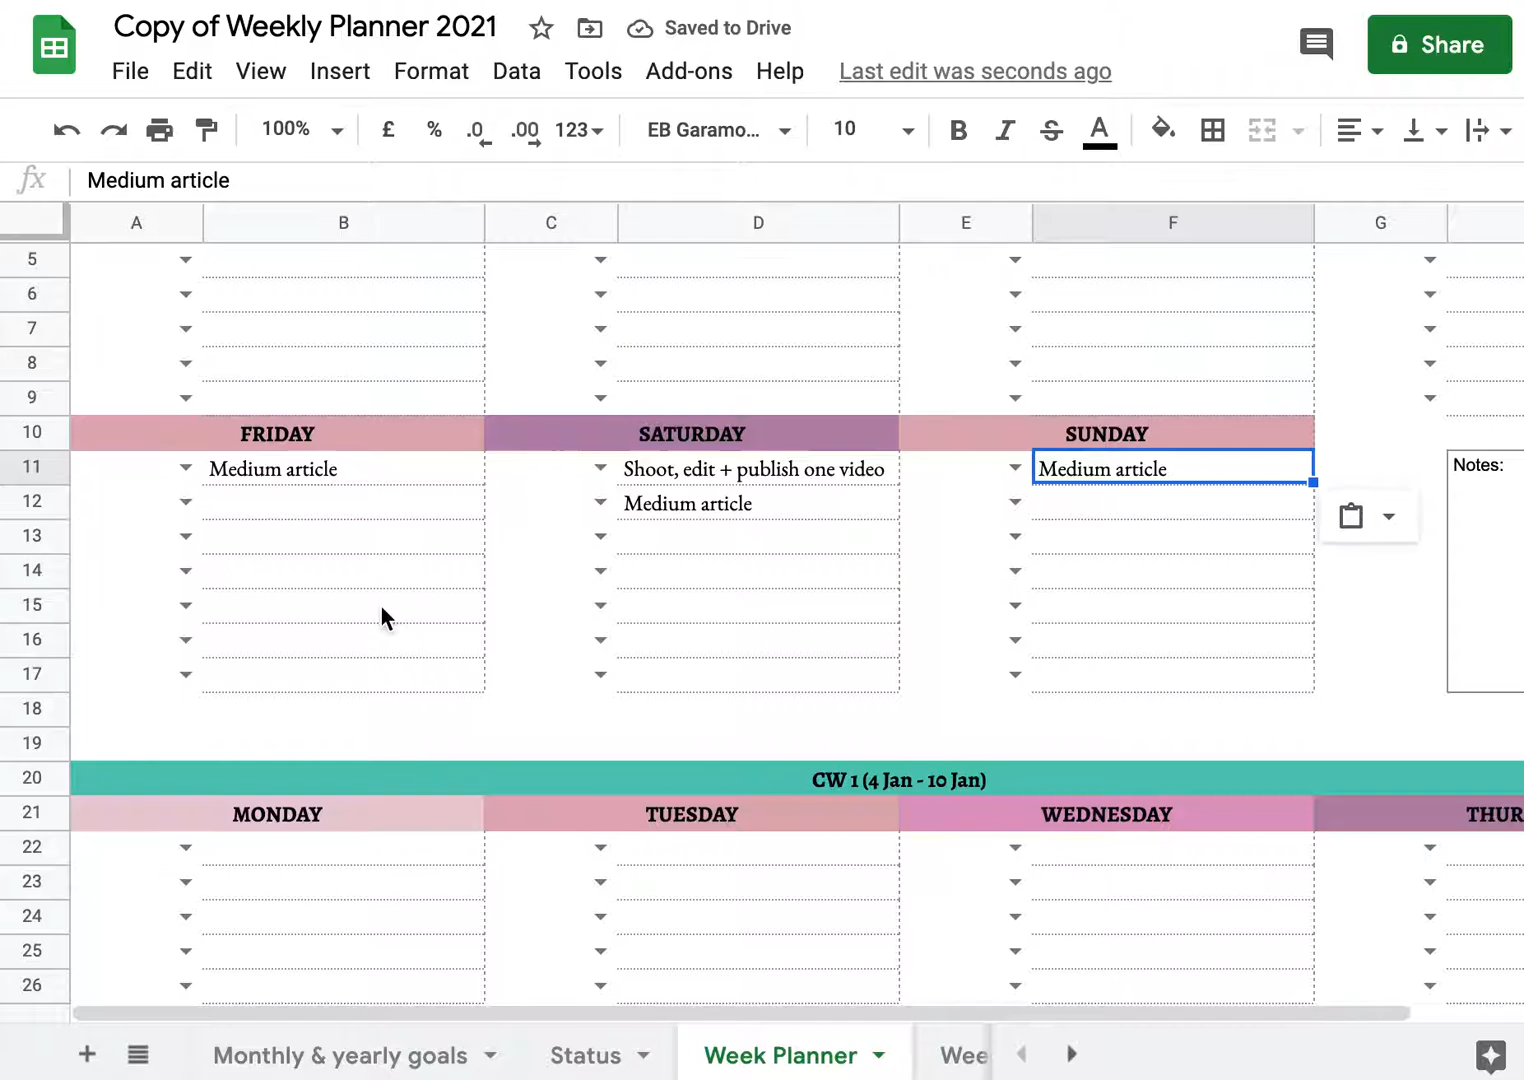 Copy of Weekly Planner 2021
Saved to Drive
Share
File Edit View Insert Format Data Tools Add-ons Help Last edit was seconds ago
100% £ % .0 .00 123 EB Garamo... 10 B I S A
fx Medium article
A B C D E F G
5
6
7
8
9
10 FRIDAY SATURDAY SUNDAY
11 Medium article Shoot, edit + publish one video Medium article Notes:
12 Medium article
13
14
15
16
17
18
19
20 CW 1 (4 Jan - 10 Jan)
21 MONDAY TUESDAY WEDNESDAY THUR
22
23
24
25
26
Monthly & yearly goals Status Week Planner Wee